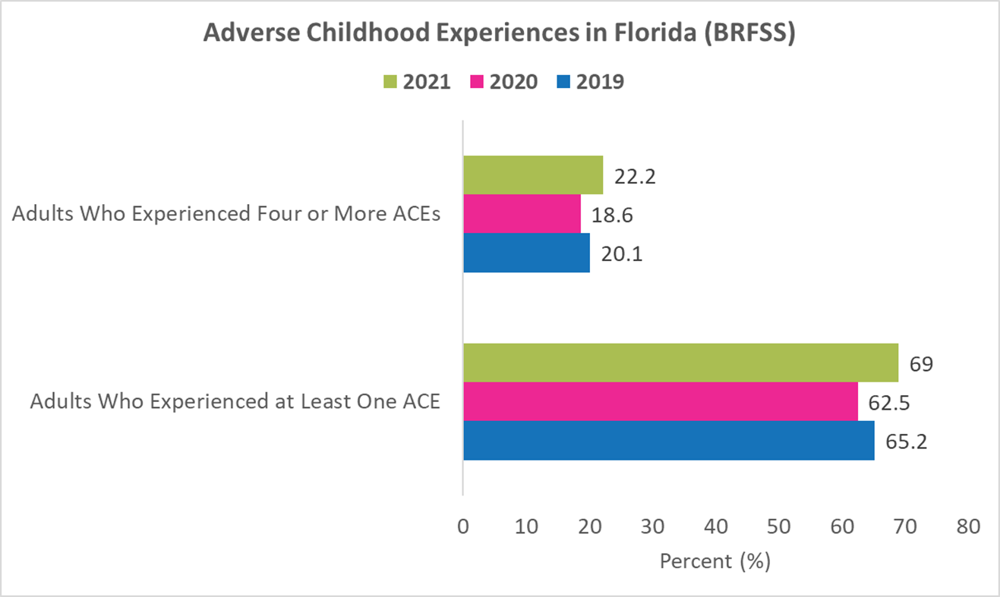 Adverse Childhood Experiences in Florida (BRFSS)
2021 2020 2019
22.2
Adults Who Experienced Four or More ACEs 18.6
20.1
69
Adults Who Experienced at Least One ACE 62.5
65.2
0 10 20 30 40 50 60 70 80
Percent (%)